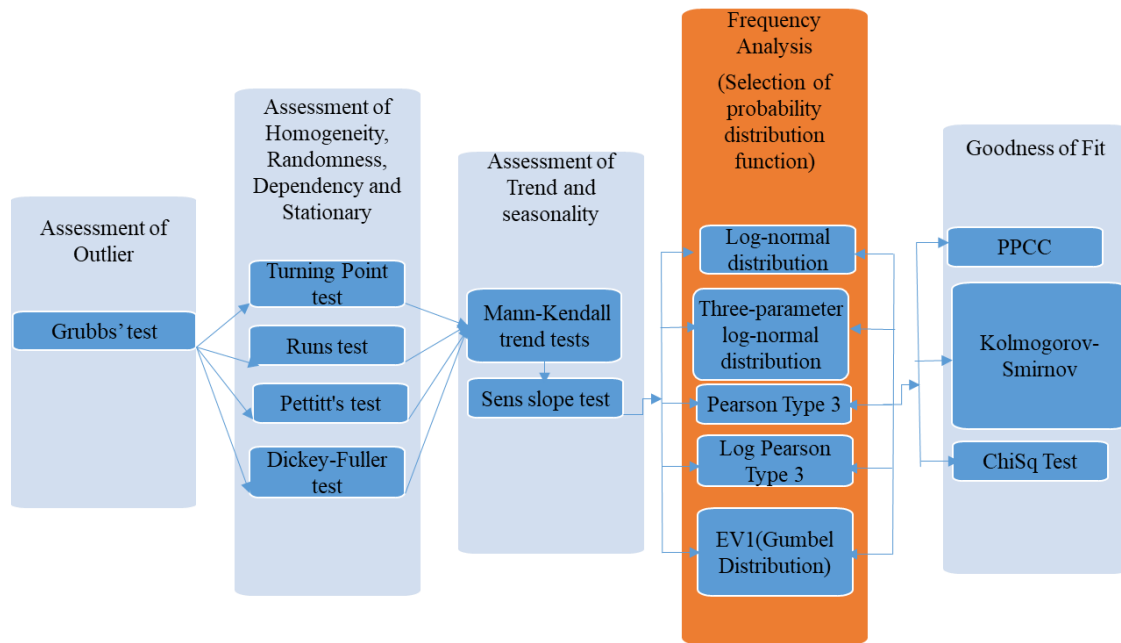 Assessment of
Outlier
Grubbs’ test
Assessment of
Homogeneity,
Randomness,
Dependency and
Stationary
Turning Point
test
Runs test
Pettitt's test
Dickey-Fuller
test
Assessment of
Trend and
seasonality
Mann-Kendall
trend tests
Sens slope test
Frequency
Analysis
(Selection of
probability
distribution
function)
Log-normal
distribution
Three-parameter
log-normal
distribution
Pearson Type 3
Log Pearson
Type 3
EV1(Gumbel
Distribution)
Goodness of Fit
PPCC
Kolmogorov-
Smirnov
ChiSq Test